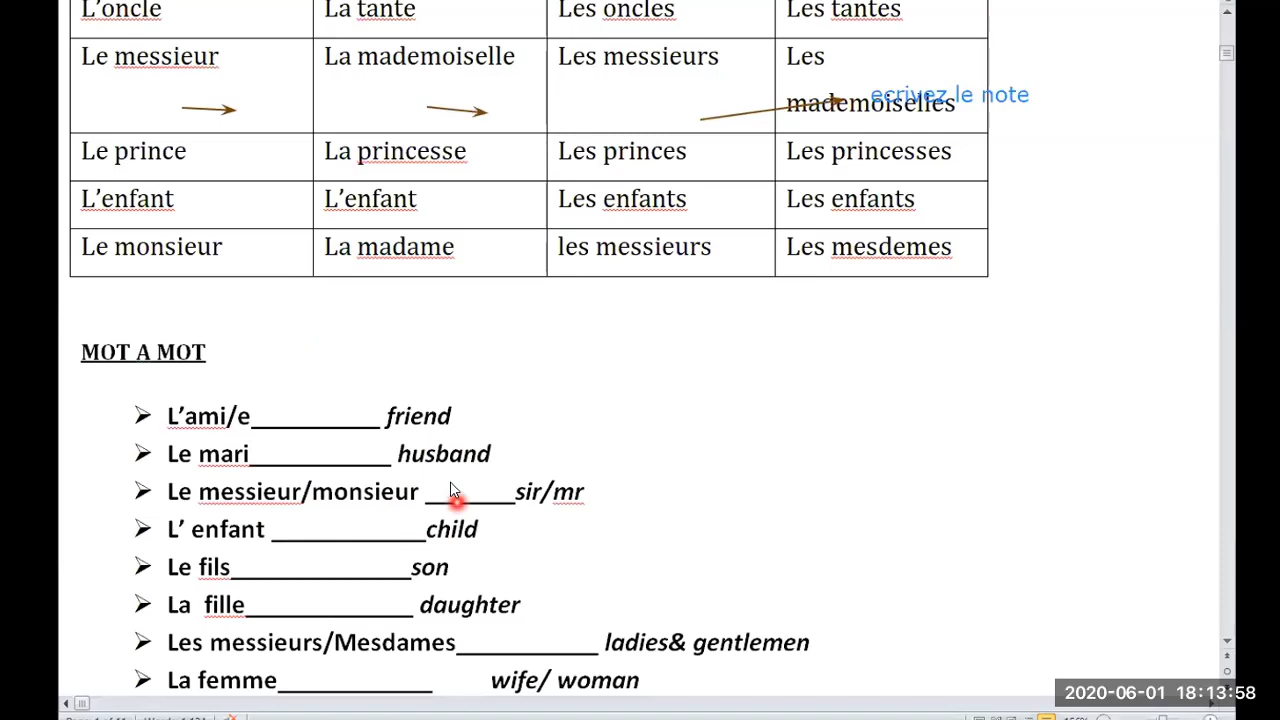 L’oncle La tante Les oncles Les tantes
Le messieur La mademoiselle Les messieurs Les
mademoiselles
ecrivez le note
Le prince La princesse Les princes Les princesses
L’enfant L’enfant Les enfants Les enfants
Le monsieur La madame les messieurs Les mesdemes
MOT A MOT
L’ami/e__________ friend
Le mari___________ husband
Le messieur/monsieur _______sir/mr
L’ enfant ____________child
Le fils______________son
La fille_____________ daughter
Les messieurs/Mesdames___________ ladies& gentlemen
La femme____________ wife/ woman
2020-06-01 18:13:58